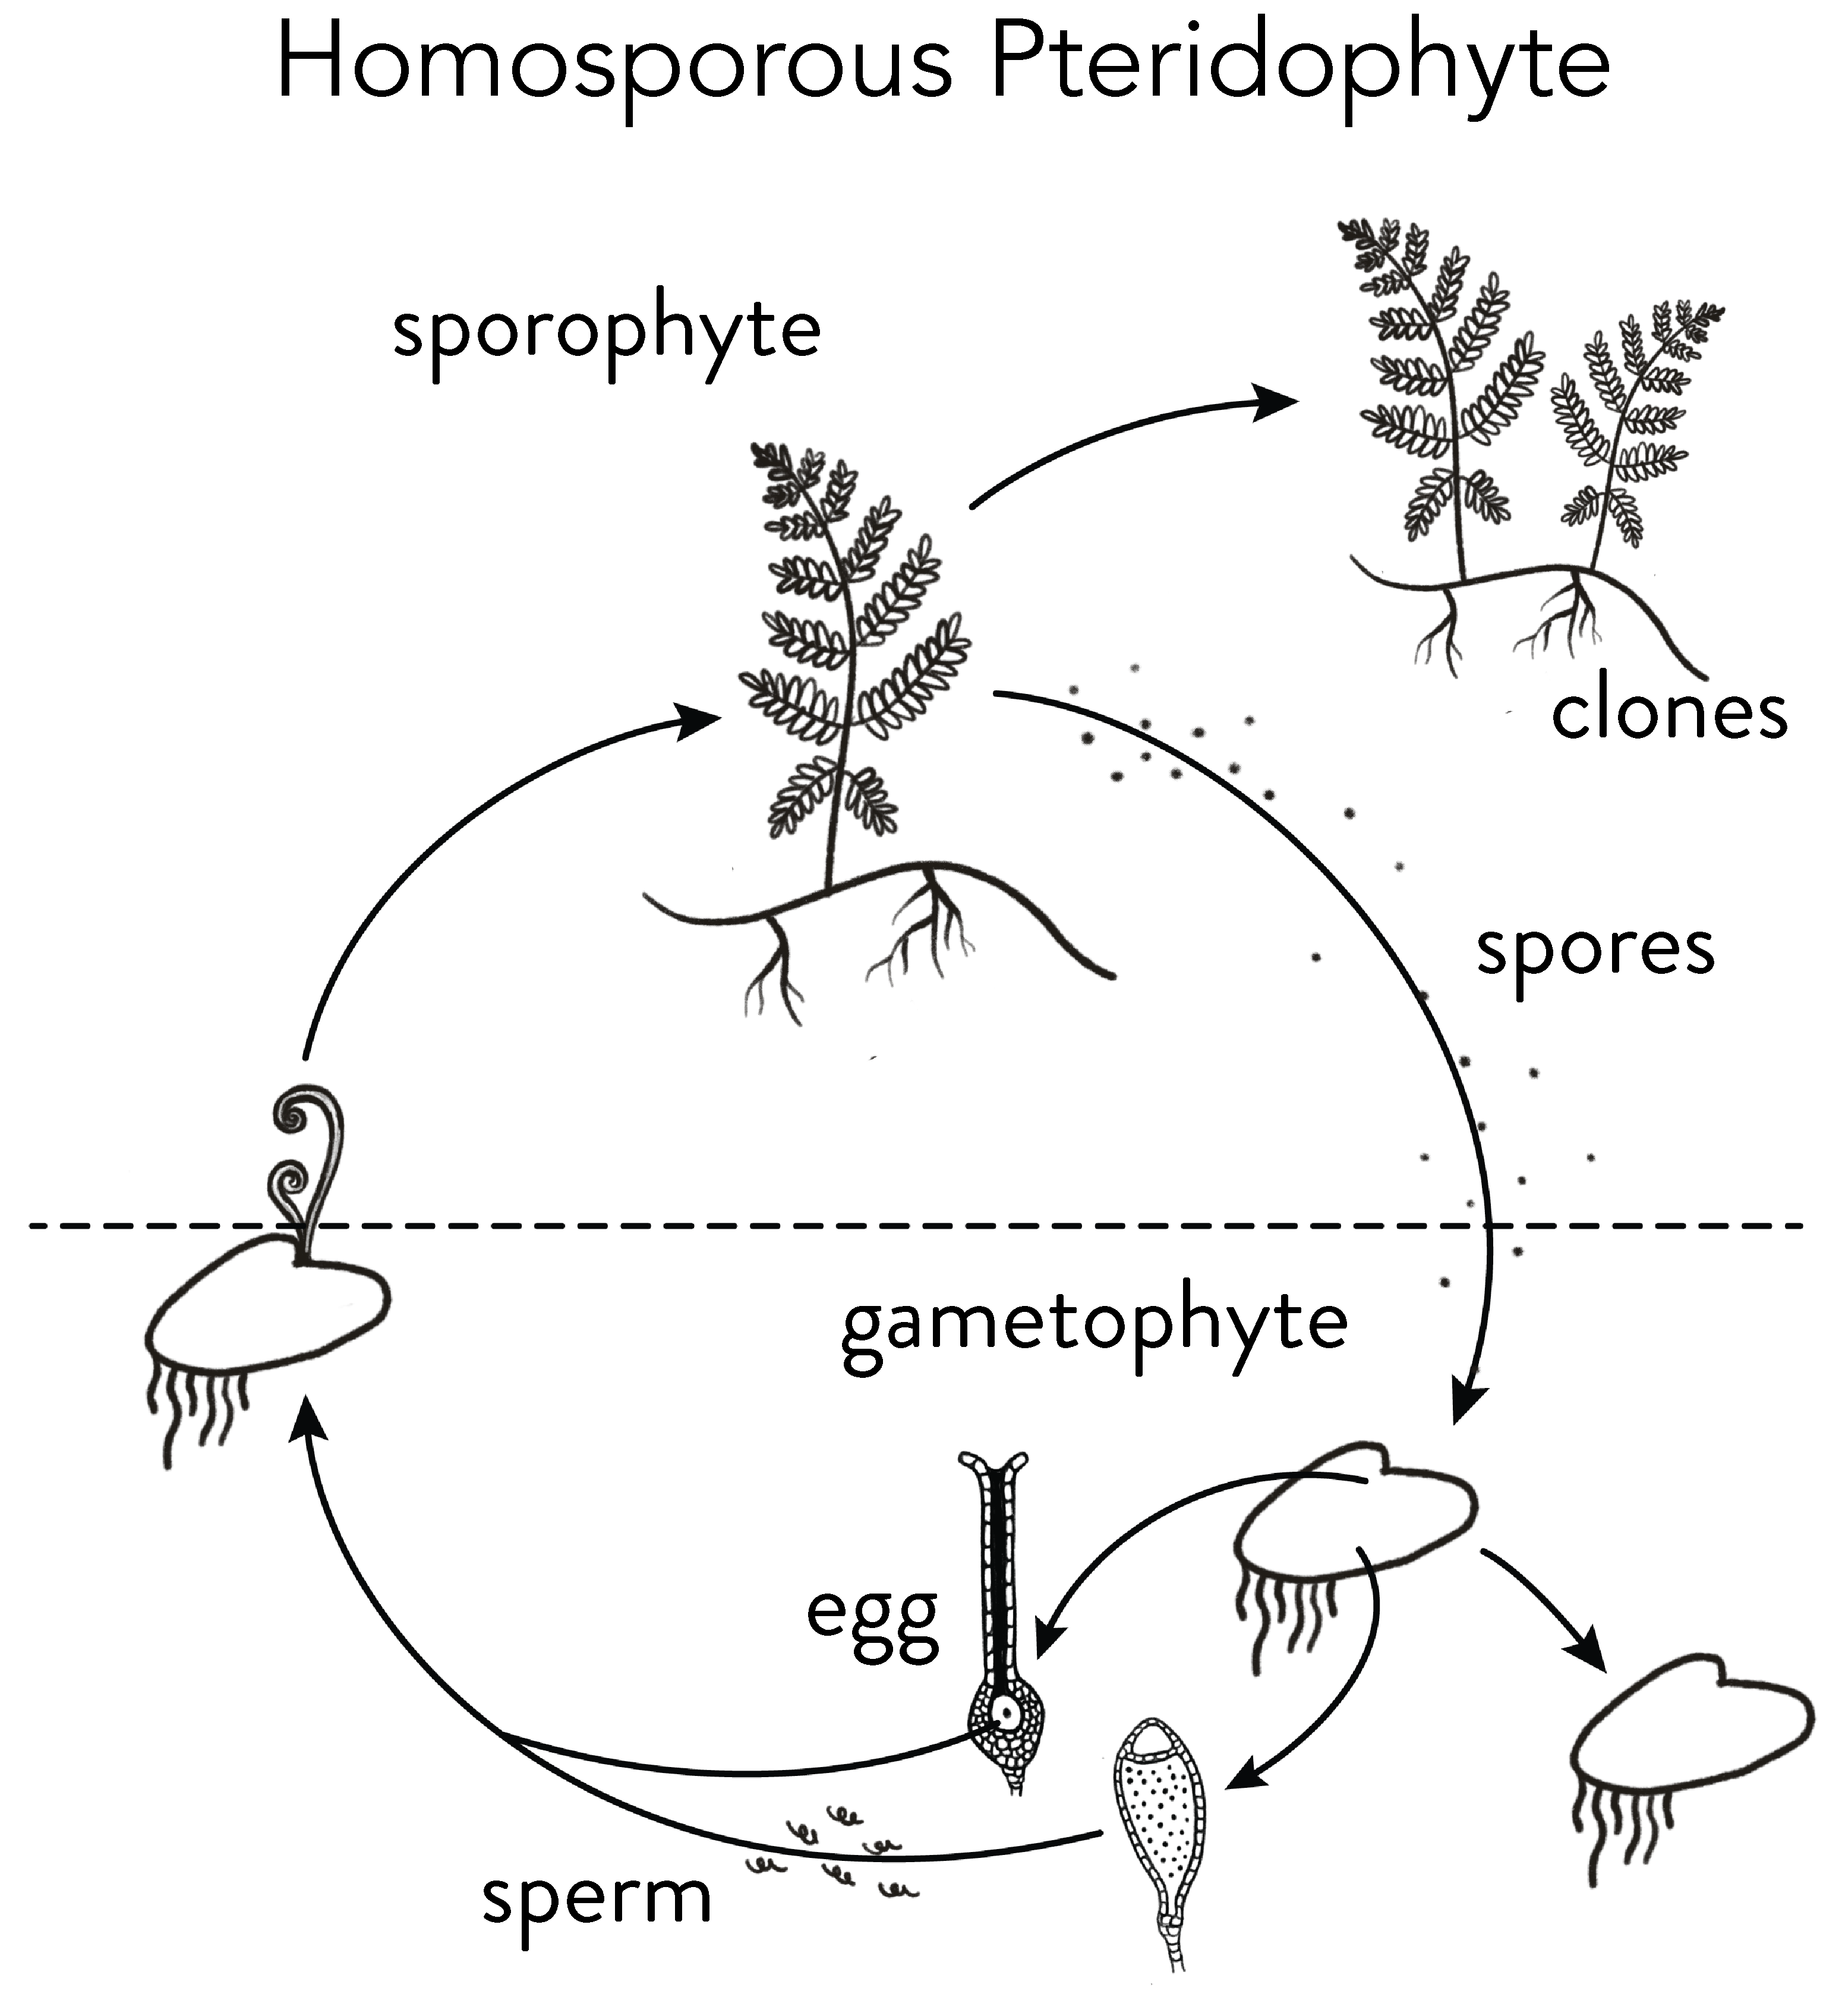 Homosporous Pteridophyte
sporophyte
clones
spores
gametophyte
egg
sperm